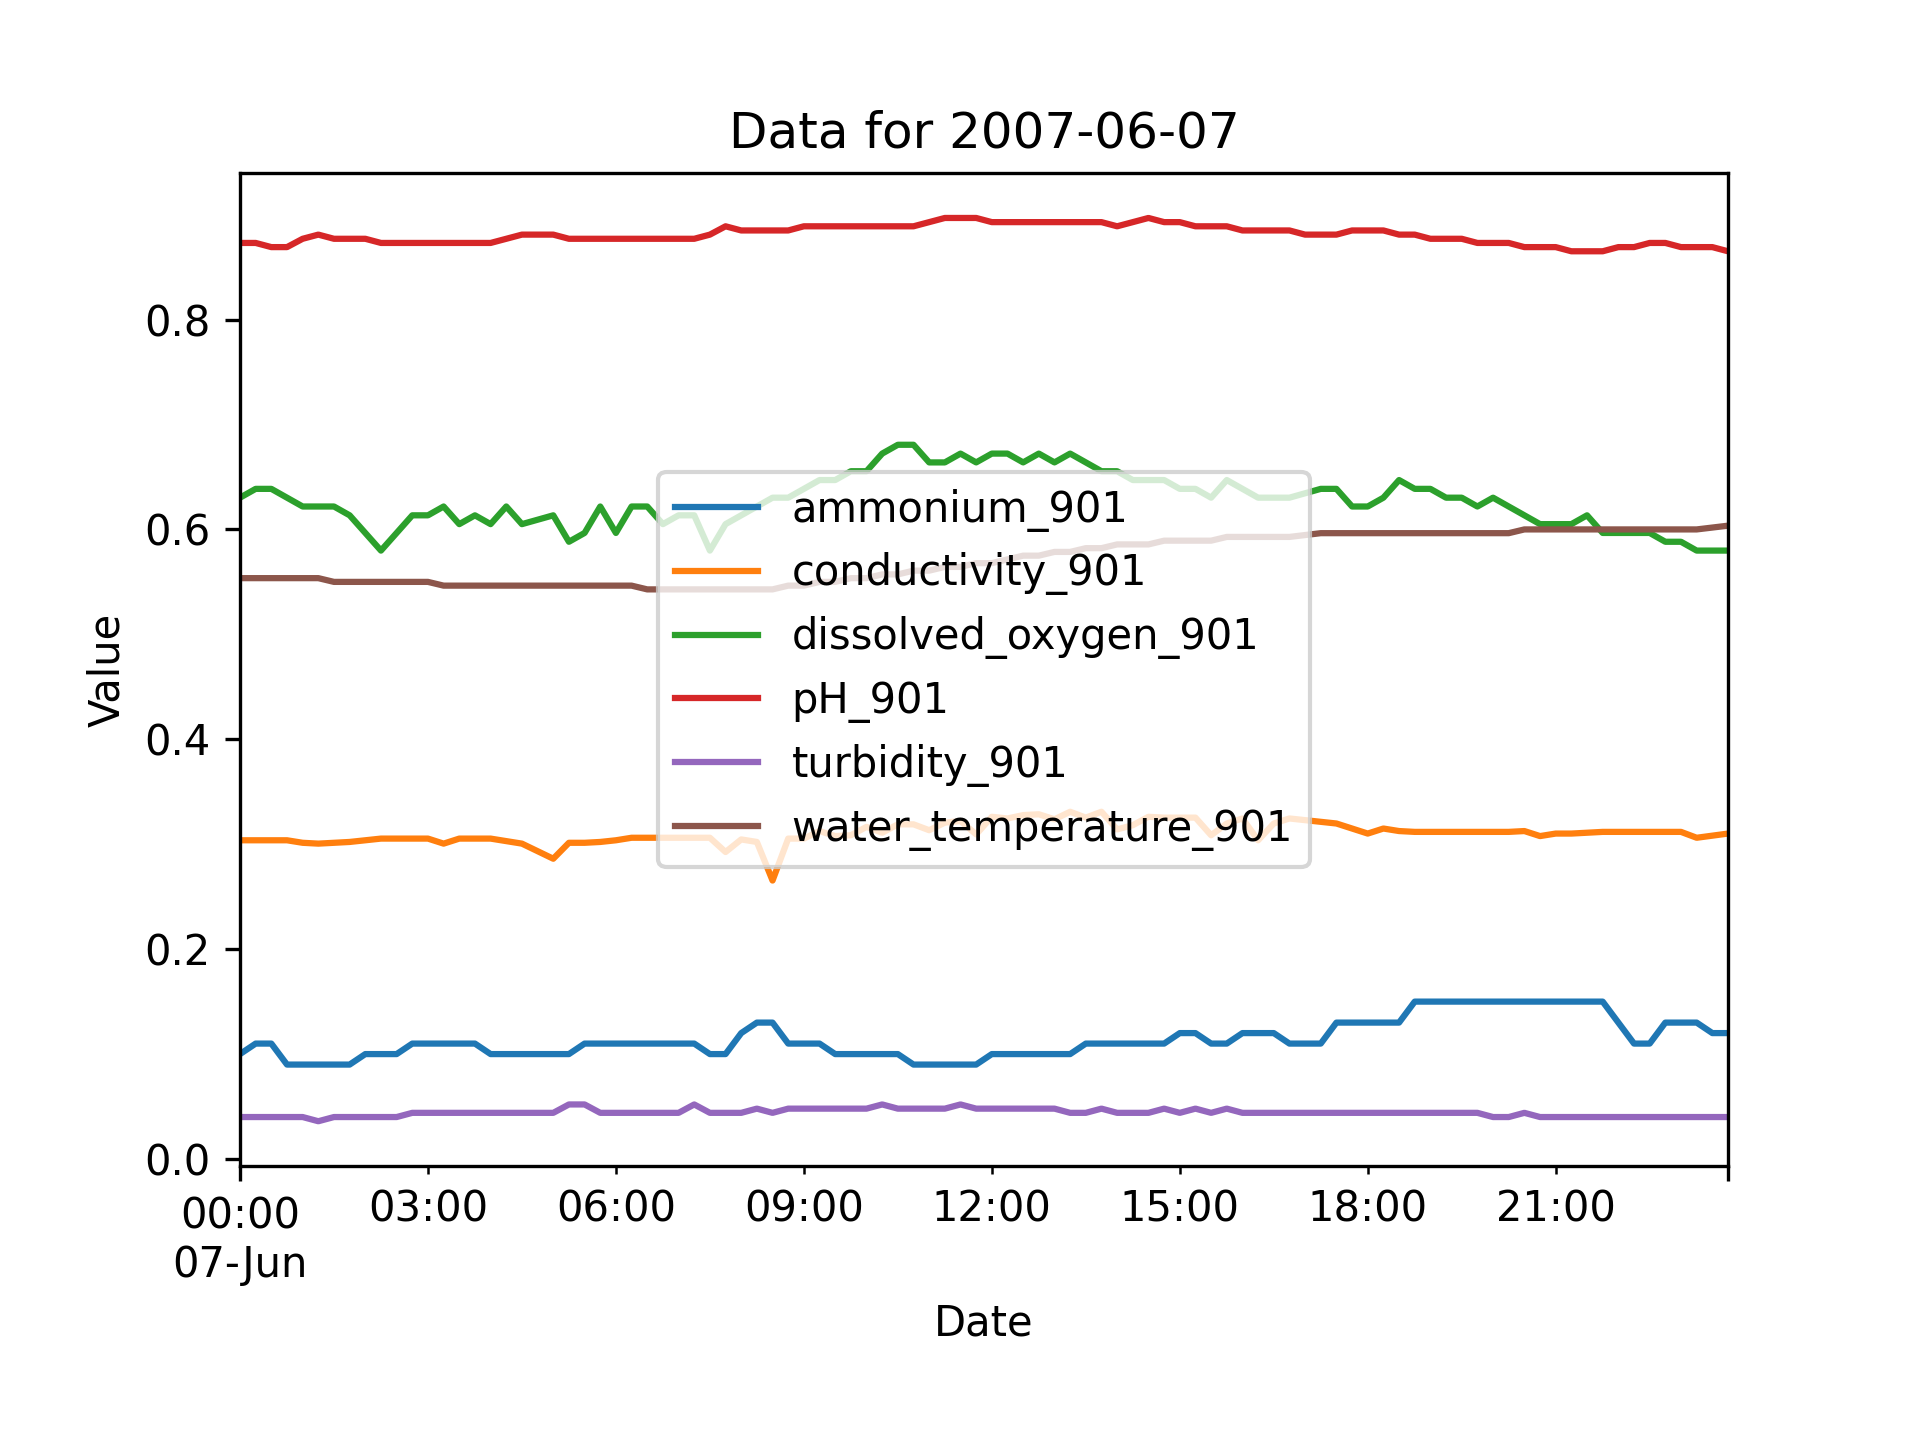 Data for 2007-06-07
Value
0.8
0.6
0.4
0.2
0.0
ammonium_901
conductivity_901
dissolved_oxygen_901
pH_901
turbidity_901
water_temperature_901
00:00 03:00 06:00 09:00 12:00 15:00 18:00 21:00
07-Jun
Date